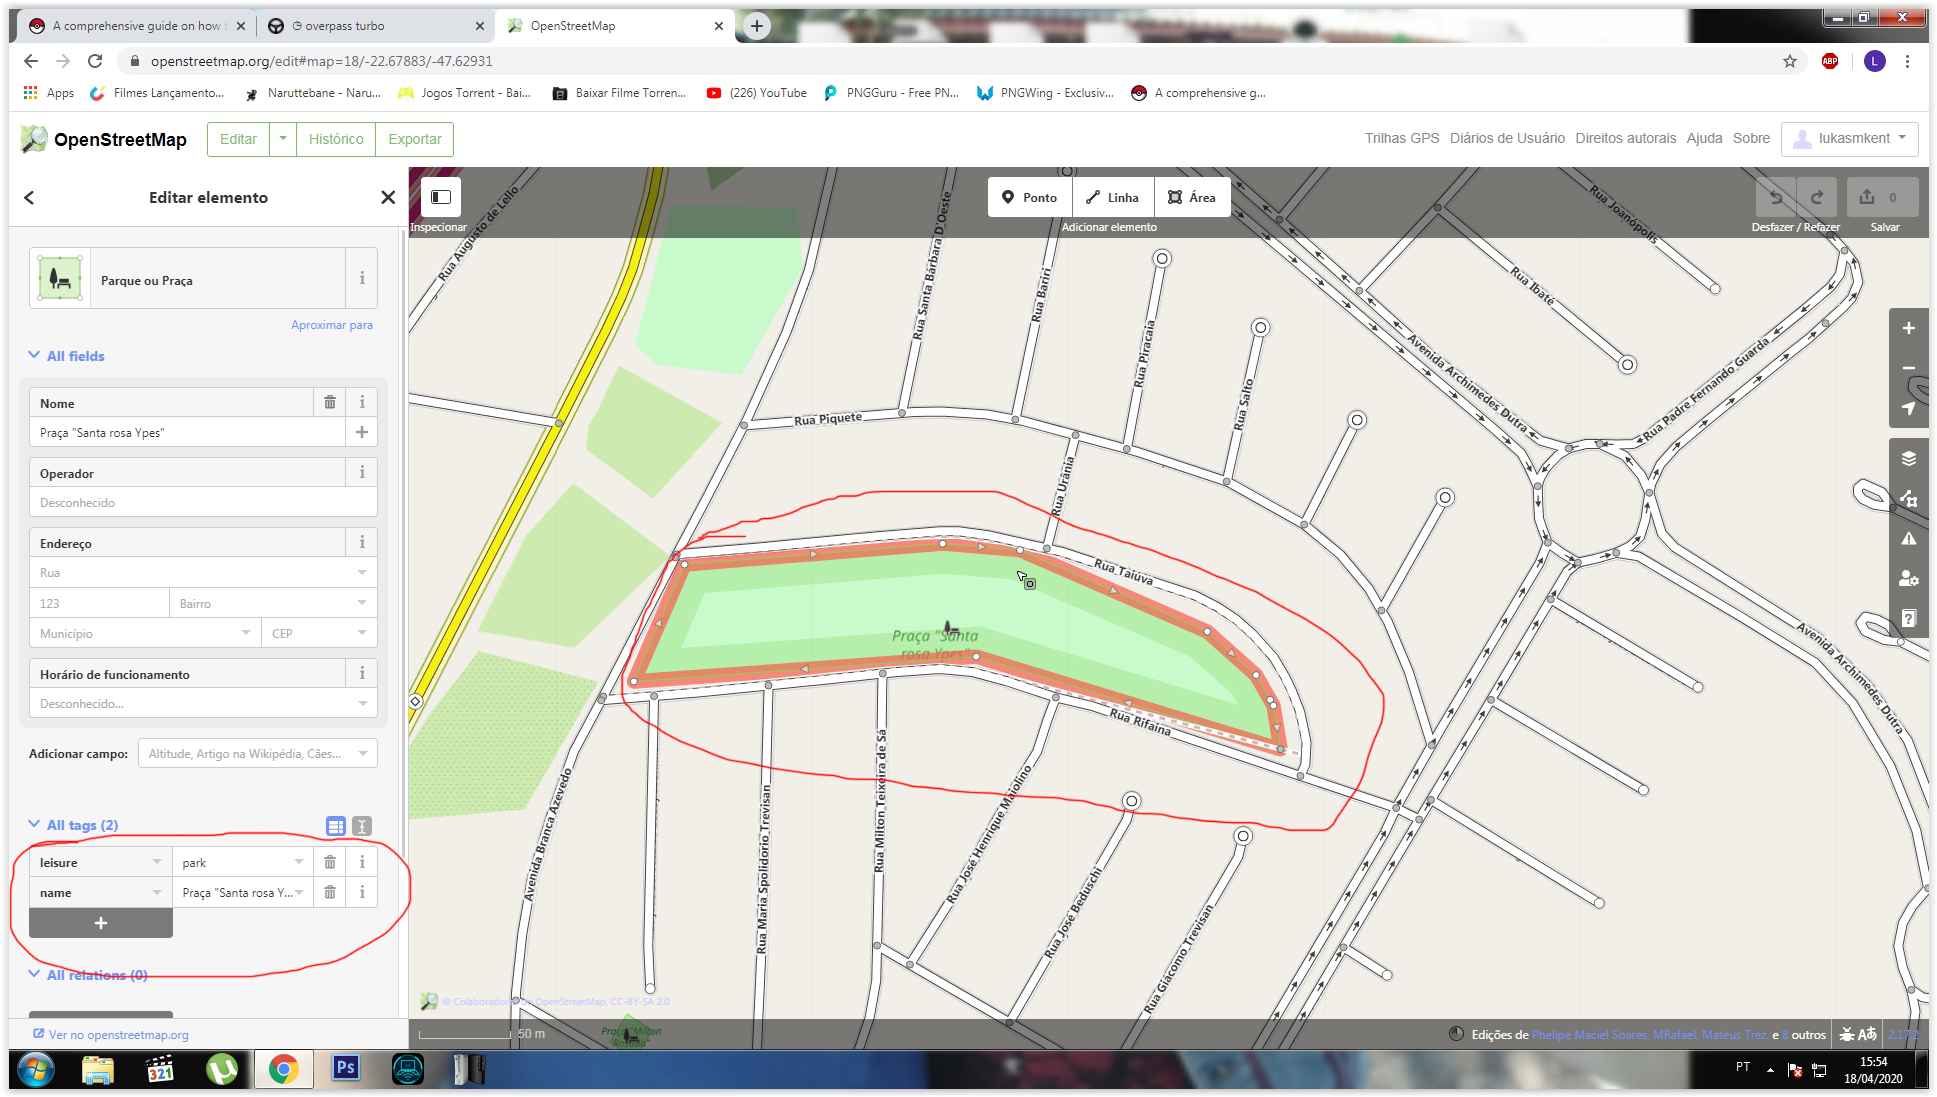 A comprehensive guide on how t
overpass turbo
OpenStreetMap
openstreetmap.org/edit#map=18/-22.67883/-47.62931
ABP
L
Apps
Filmes Lançamento...
Naruttebane - Naru...
Jogos Torrent - Bai...
Baixar Filme Torren...
(226) YouTube
PNGGuru - Free PN...
PNGWing - Exclusiv...
A comprehensive g...
OpenStreetMap
Editar
Histórico
Exportar
Trilhas GPS
Diários de Usuário
Direitos autorais
Ajuda
Sobre
lukasmkent
Editar elemento
Inspecionar
Ponto
Linha
Área
Adicionar elemento
Desfazer / Refazer
0
Salvar
Parque ou Praça
Aproximar para
All fields
Nome
Praça "Santa rosa Ypes"
Operador
Desconhecido
Endereço
Rua
123
Bairro
Município
CEP
Horário de funcionamento
Desconhecido...
Adicionar campo:
Altitude, Artigo na Wikipédia, Cães...
All tags (2)
leisure
park
name
Praça "Santa rosa Y...
All relations (0)
Ver no openstreetmap.org
Rua Augusto de Lello
Rua Santa Bárbara D'Oeste
Rua Bariri
Rua Piracaia
Rua Salto
Rua Joanópolis
Rua Ibaté
Avenida Archimedes Dutra
Rua Padre Fernando Guarda
Rua Piquete
Rua Urânia
Rua Taiúva
Praça "Santa
rosa Ypes"
Rua Rifaina
Avenida Archimedes Dutra
Avenida Branca Azevedo
Rua Maria Spolidorio Trevisan
Rua Milton Teixeira de Sá
Rua José Henrique Maiolino
Rua José Beduschi
Rua Giácomo Trevisan
© Colaboradores do OpenStreetMap, CC-BY-SA 2.0
Praça "Milton
50 m
Edições de Phelipe Maciel Soares, MRafael, Mateus Trez, e 8 outros
2.17.2
321
Ps
PT
15:54
18/04/2020